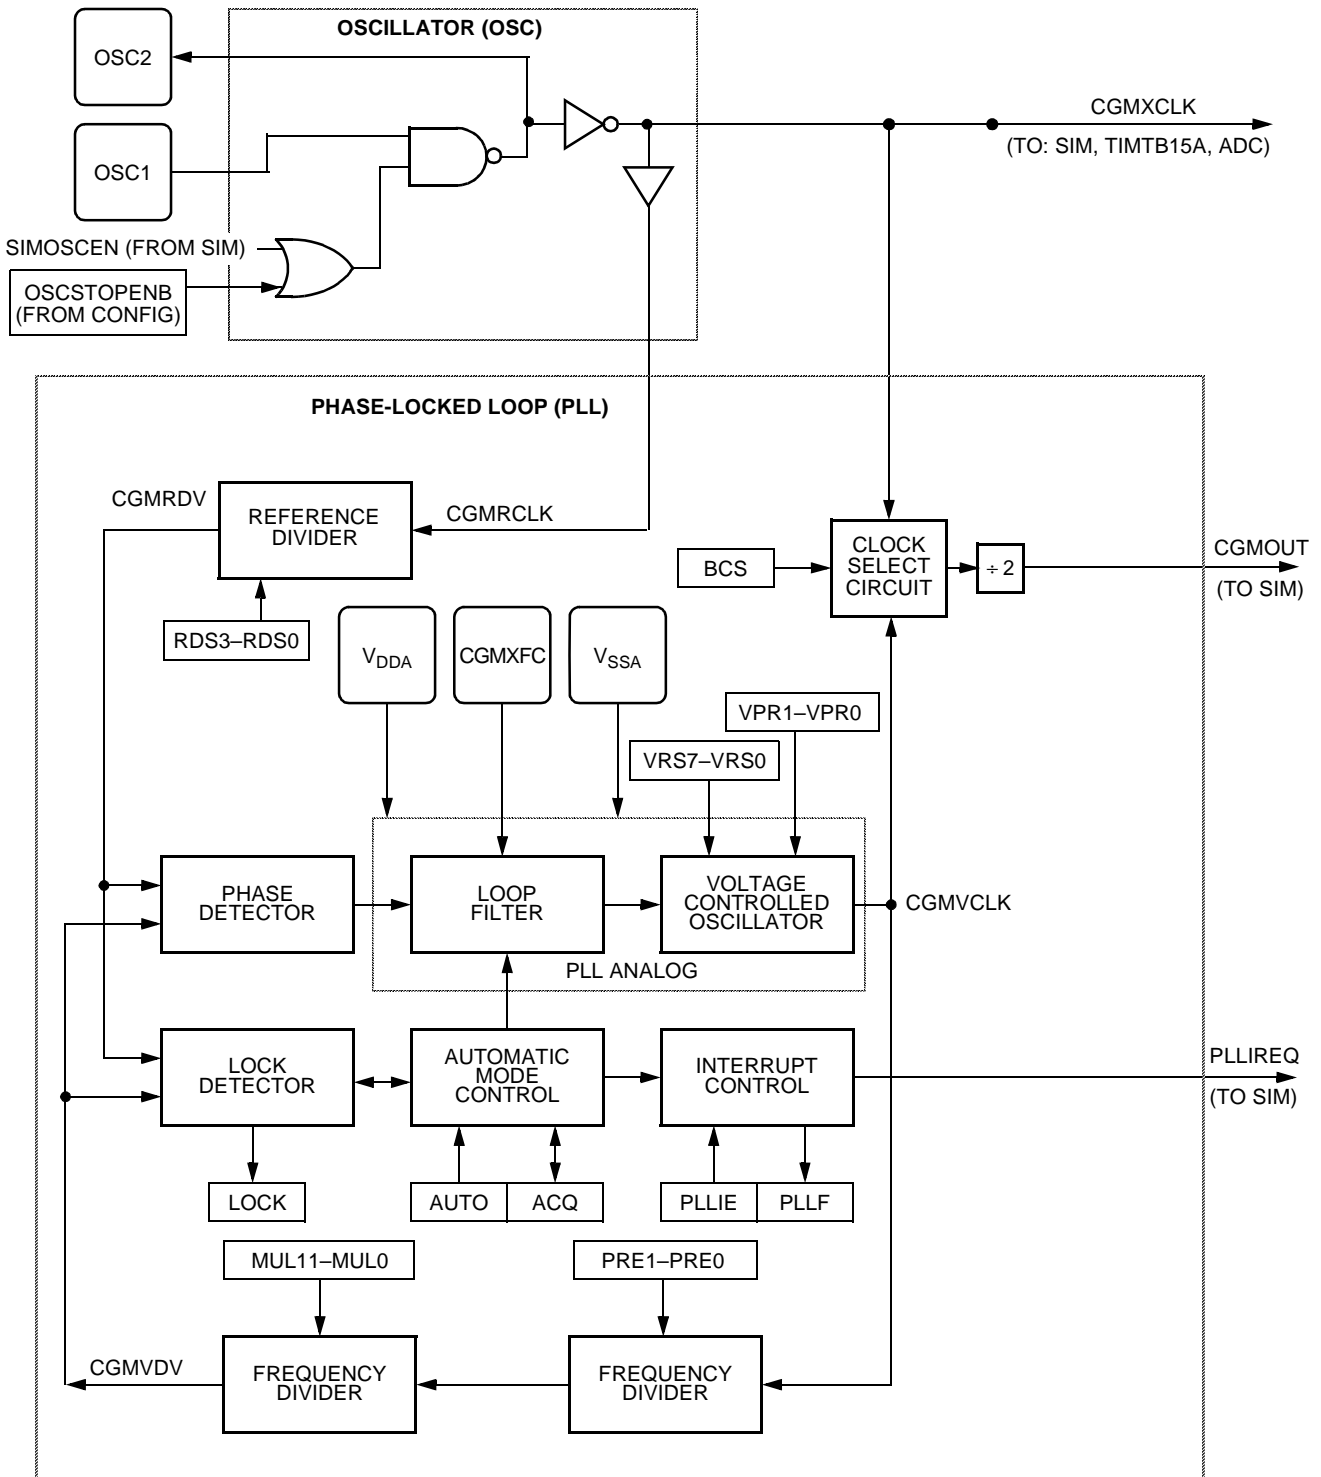 OSCILLATOR (OSC)
OSC2
CGMXCLK
(TO: SIM, TIMTB15A, ADC)
OSC1
SIMOSCEN (FROM SIM)
OSCSTOPENB
(FROM CONFIG)
PHASE-LOCKED LOOP (PLL)
CGMRDV
REFERENCE
DIVIDER
CGMRCLK
BCS
CLOCK
SELECT
CIRCUIT
÷ 2
CGMOUT
(TO SIM)
RDS3–RDS0
VDDA
CGMXFC
VSSA
VPR1–VPR0
VRS7–VRS0
PHASE
DETECTOR
LOOP
FILTER
VOLTAGE
CONTROLLED
OSCILLATOR
CGMVCLK
PLL ANALOG
LOCK
DETECTOR
AUTOMATIC
MODE
CONTROL
INTERRUPT
CONTROL
PLLIREQ
(TO SIM)
LOCK
AUTO
ACQ
PLLIE
PLLF
MUL11–MUL0
PRE1–PRE0
CGMVDV
FREQUENCY
DIVIDER
FREQUENCY
DIVIDER